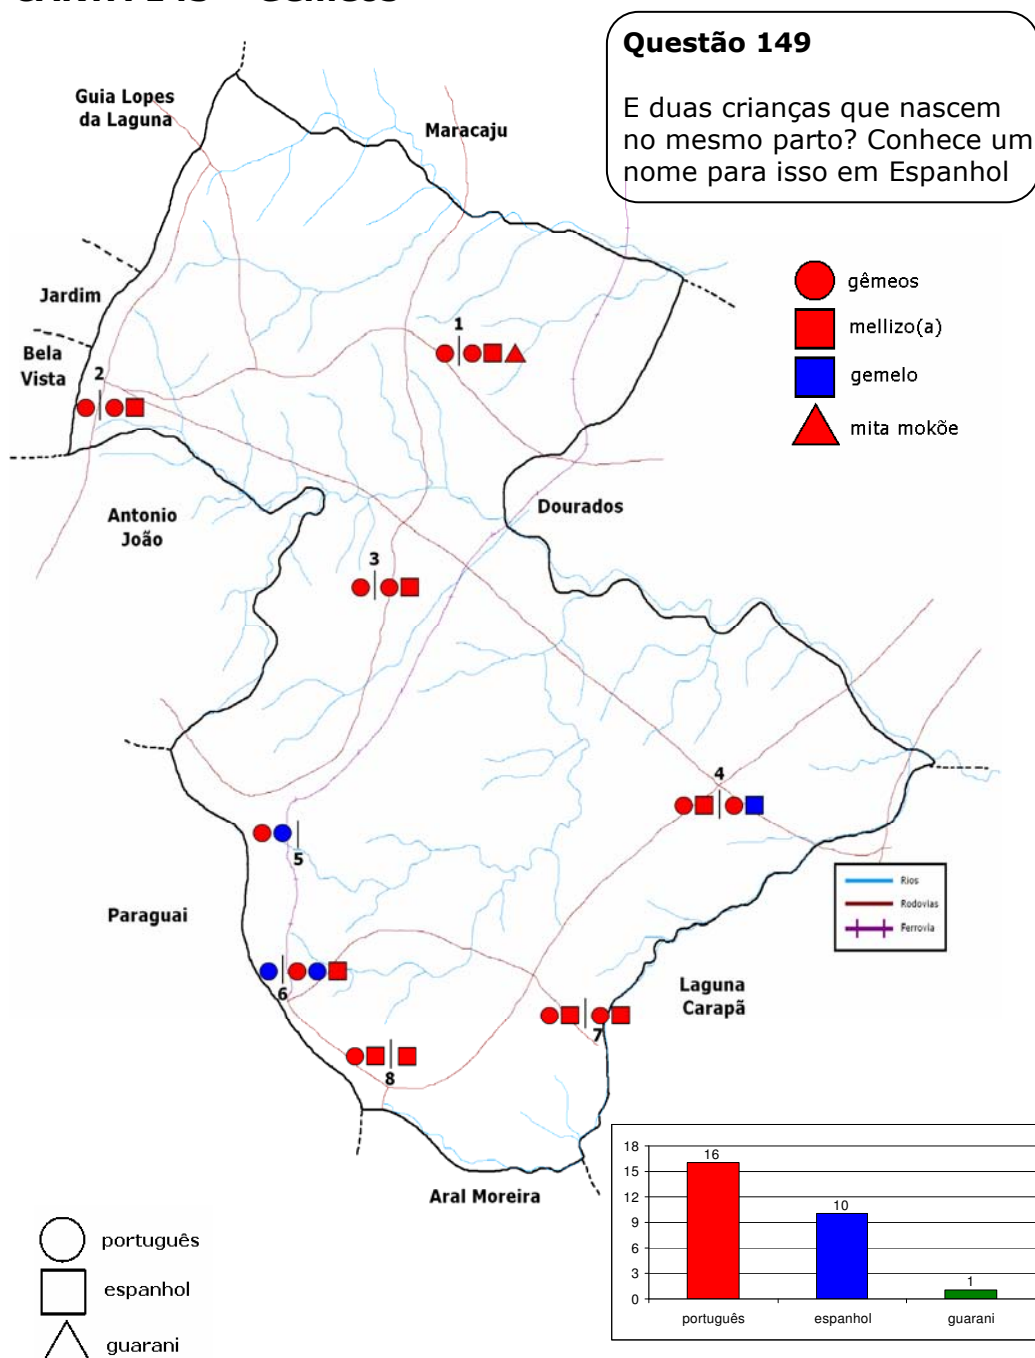 Questão 149
E duas crianças que nascem
no mesmo parto? Conhece um
nome para isso em Espanhol
Guia Lopes
da Laguna
Maracaju
Jardim
Bela
Vista
gêmeos
mellizo(a)
gemelo
mita mokõe
1
2
Antonio
João
Dourados
3
4
5
Paraguai
Rios
Rodovias
Ferrovia
6
Laguna
Carapã
7
8
Aral Moreira
18
15
12
9
6
3
0
16
10
1
português
espanhol
guarani
português
espanhol
guarani